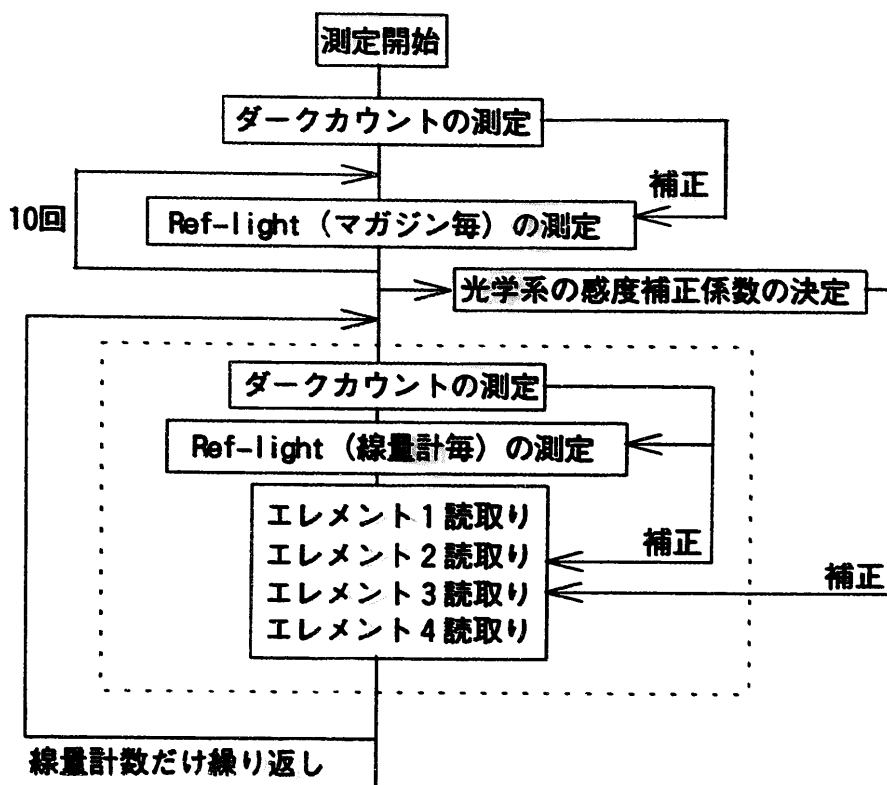 測定開始
ダークカウントの測定
補正
10回
Ref-light（マガジン毎）の測定
光学系の感度補正係数の決定
ダークカウントの測定
Ref-light（線量計毎）の測定
エレメント1読取り
エレメント2読取り
エレメント3読取り
エレメント4読取り
補正
補正
線量計数だけ繰り返し